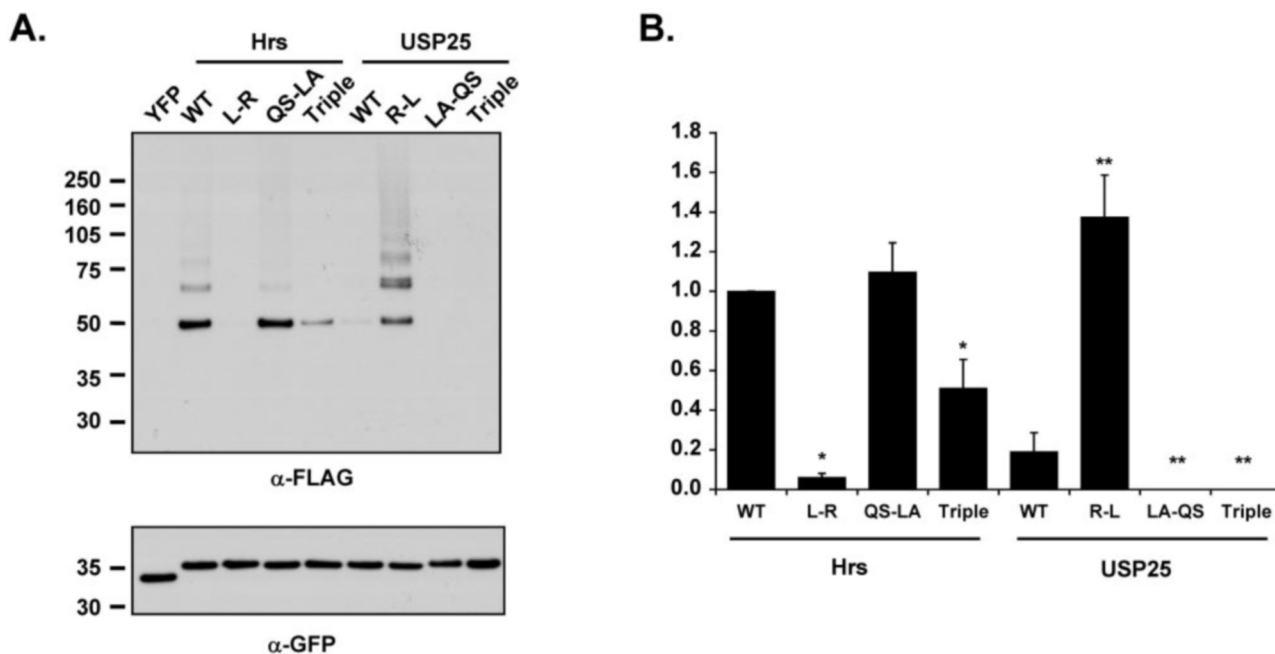 A.
Hrs USP25
YFP WT L-R QS-LA Triple WT R-L LA-QS Triple
250
160
105
75
50
35
30
α-FLAG
35
30
α-GFP
B.
1.8
1.6
1.4
1.2
1.0
0.8
0.6
0.4
0.2
0.0
* * ** ** **
WT L-R QS-LA Triple WT R-L LA-QS Triple
Hrs USP25